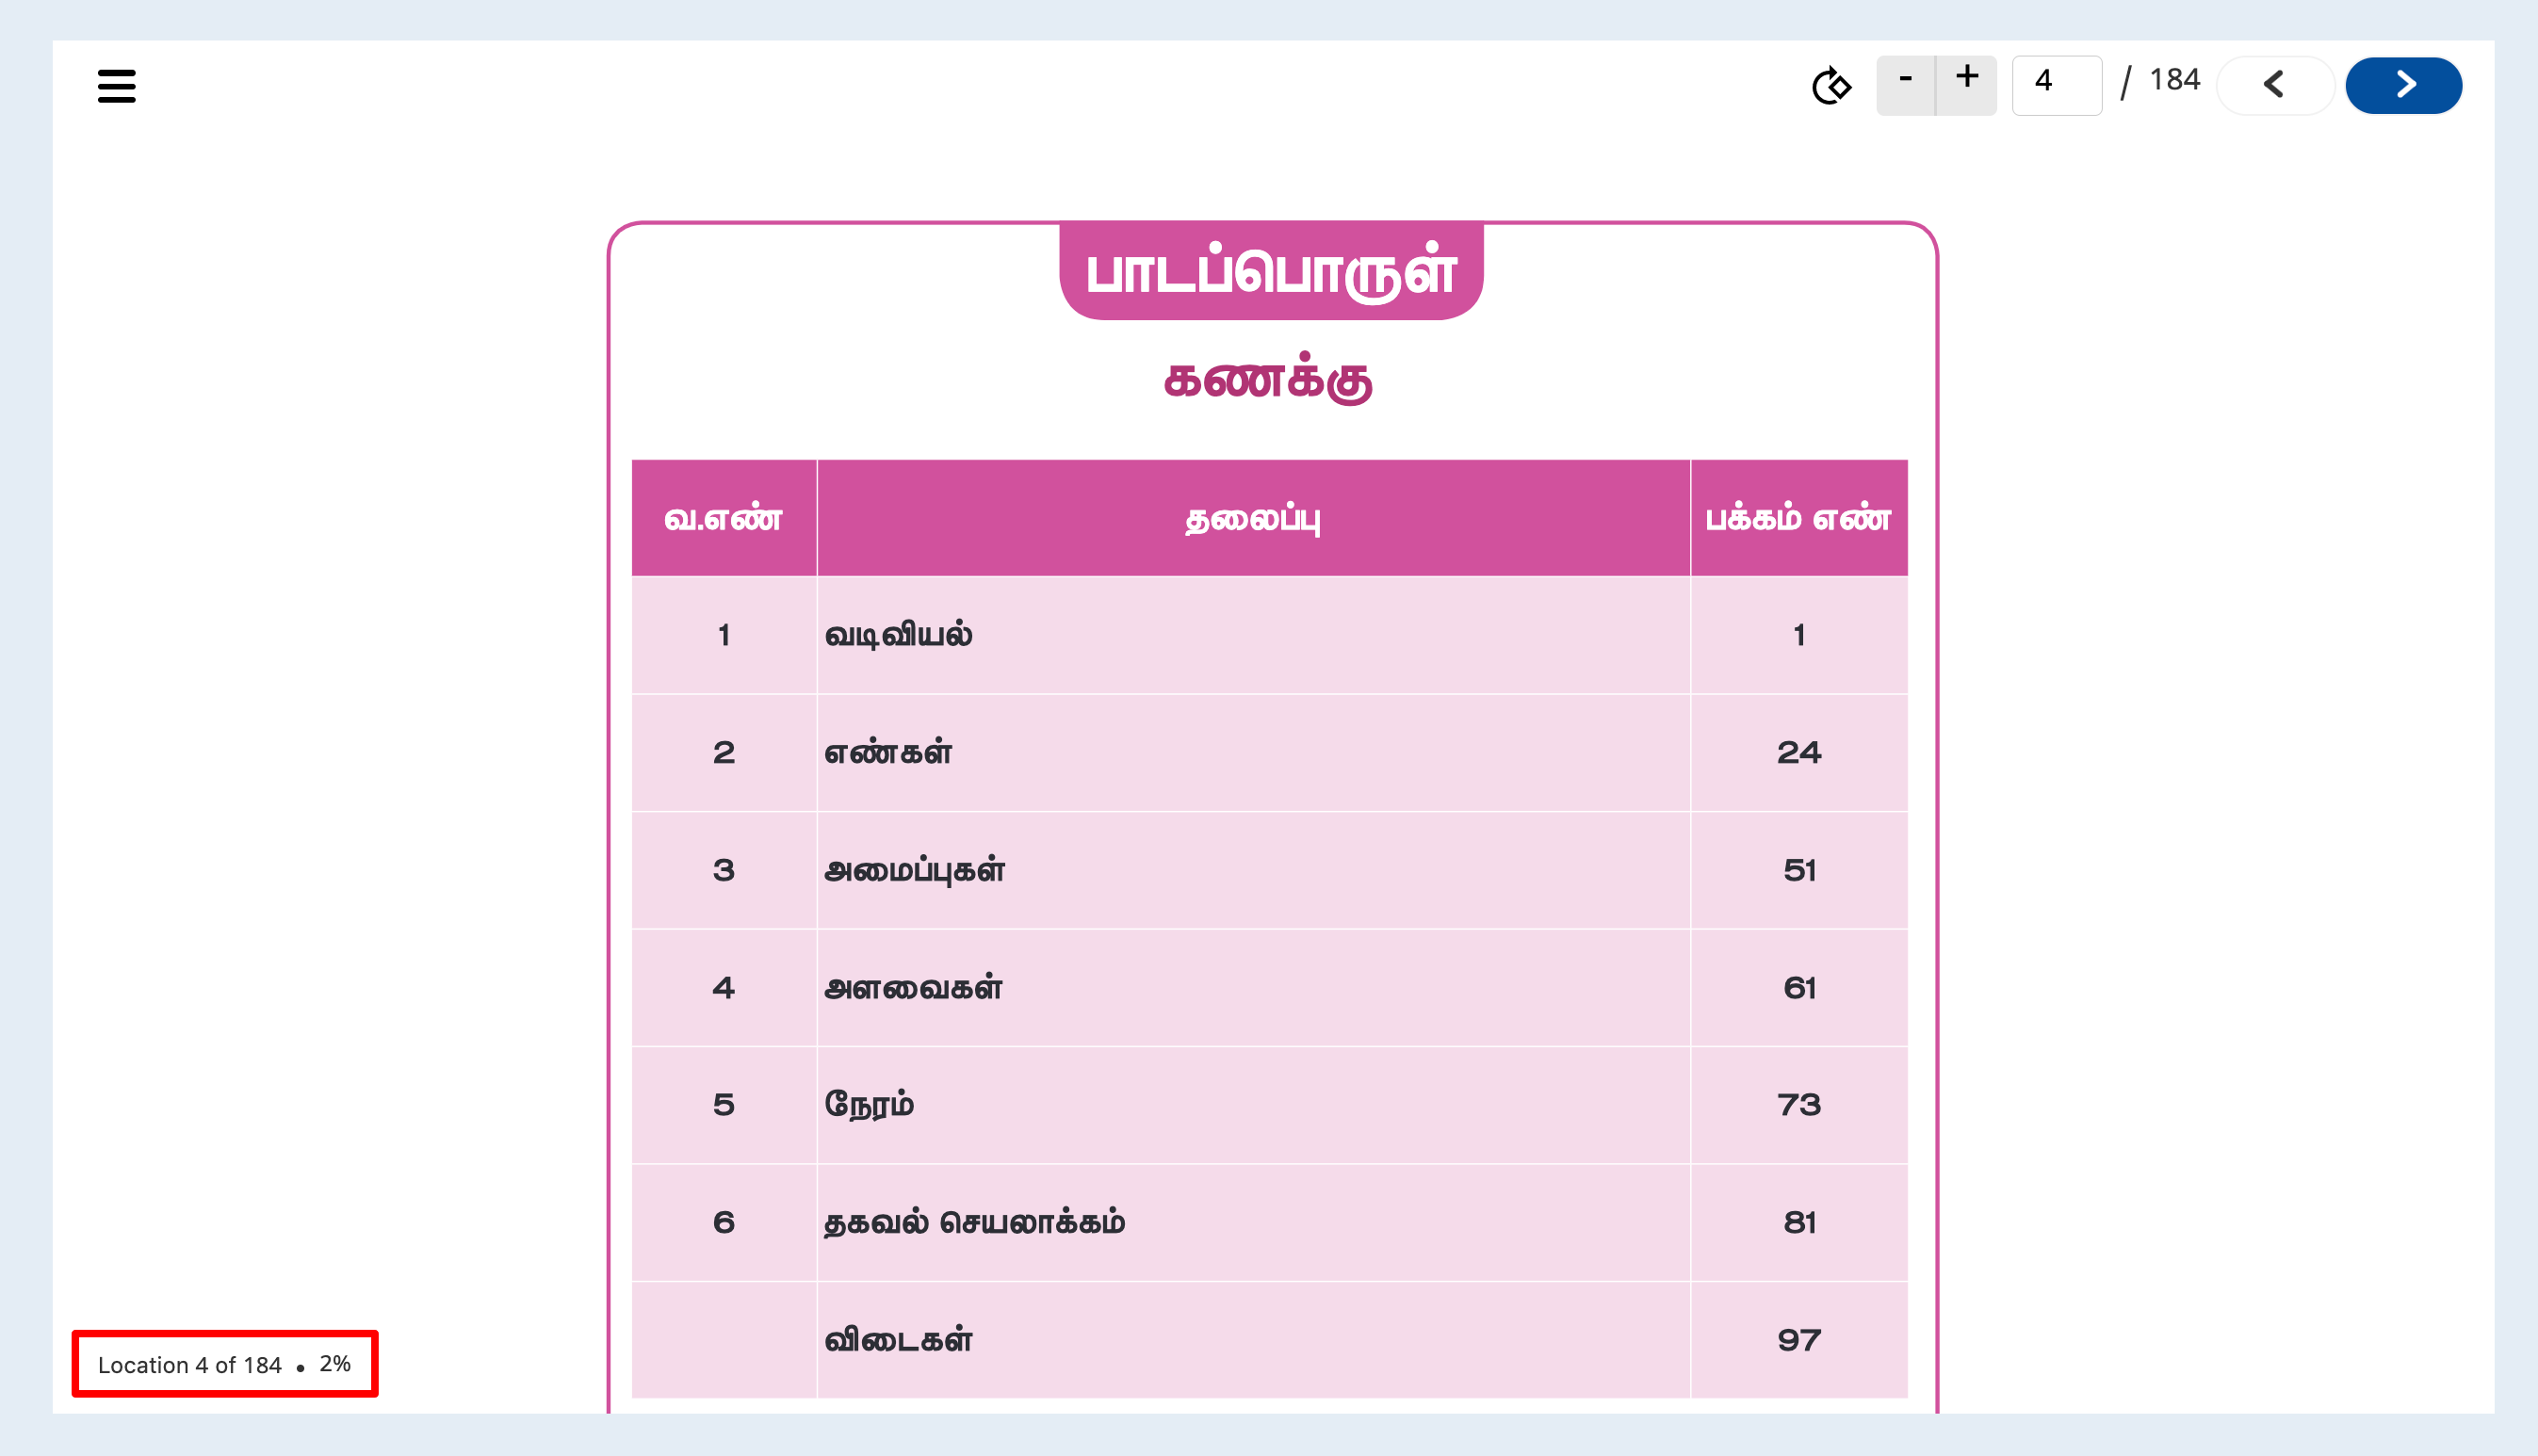 - + 4 / 184
பாடப்பொருள்
கணக்கு
வ.எண் தலைப்பு பக்கம் எண்
1 வடிவியல் 1
2 எண்கள் 24
3 அமைப்புகள் 51
4 அளவைகள் 61
5 நேரம் 73
6 தகவல் செயலாக்கம் 81
விடைகள் 97
Location 4 of 184 • 2%